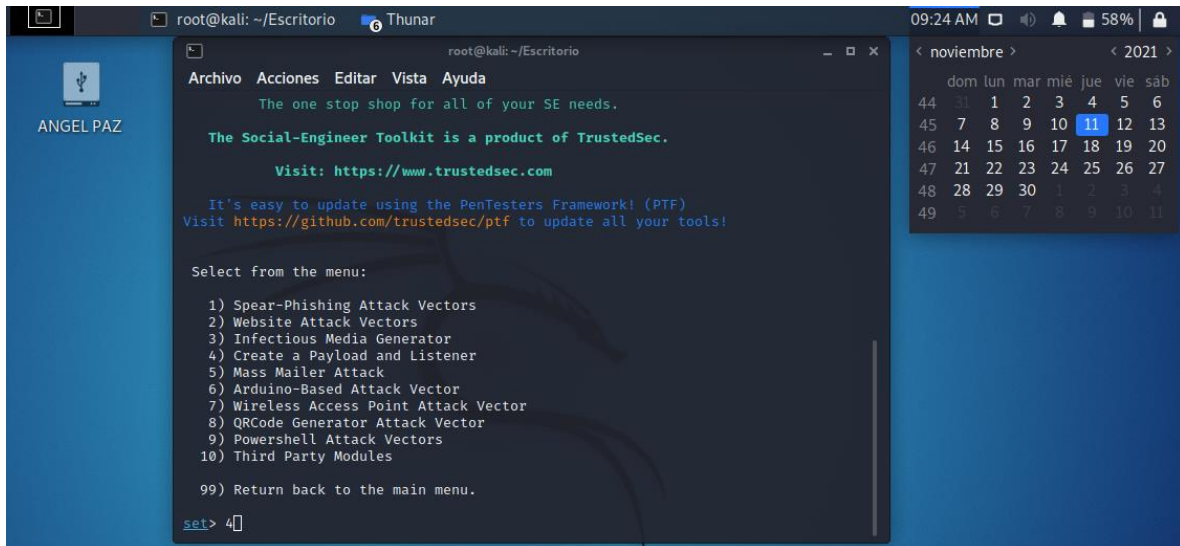 root@kali: ~/Escritorio
6 Thunar
09:24 AM
58%
ANGEL PAZ
root@kali: ~/Escritorio
Archivo Acciones Editar Vista Ayuda
The one stop shop for all of your SE needs.
The Social-Engineer Toolkit is a product of TrustedSec.
Visit: https://www.trustedsec.com
It's easy to update using the PenTesters Framework! (PTF)
Visit https://github.com/trustedsec/ptf to update all your tools!
Select from the menu:
1) Spear-Phishing Attack Vectors
2) Website Attack Vectors
3) Infectious Media Generator
4) Create a Payload and Listener
5) Mass Mailer Attack
6) Arduino-Based Attack Vector
7) Wireless Access Point Attack Vector
8) QRCode Generator Attack Vector
9) Powershell Attack Vectors
10) Third Party Modules
99) Return back to the main menu.
set> 4
< noviembre > < 2021 >
dom lun mar mié jue vie sáb
44 31 1 2 3 4 5 6
45 7 8 9 10 11 12 13
46 14 15 16 17 18 19 20
47 21 22 23 24 25 26 27
48 28 29 30 1 2 3 4
49 5 6 7 8 9 10 11